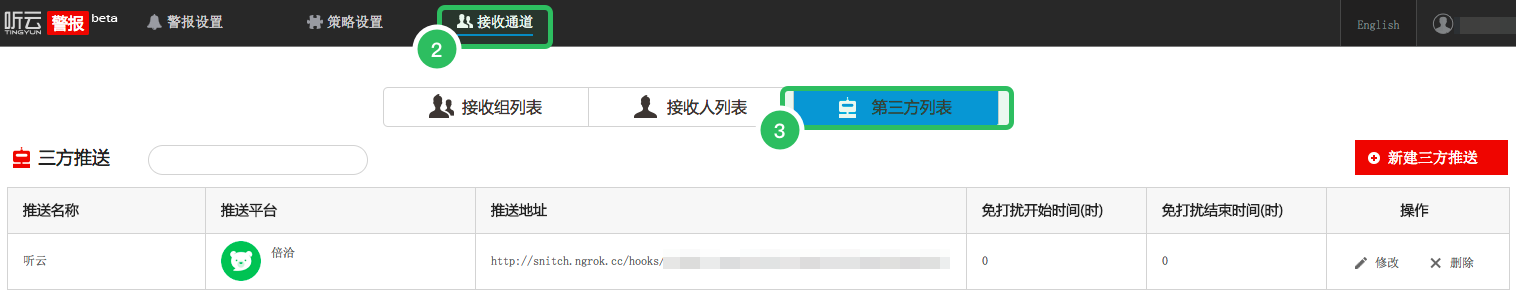 听云 警报 beta
TINGYUN
警报设置
策略设置
接收通道
English
2
接收组列表
接收人列表
第三方列表
3
三方推送
新建三方推送
推送名称
推送平台
推送地址
免打扰开始时间(时)
免打扰结束时间(时)
操作
听云
倍洽
http://snitch.ngrok.cc/hooks/
0
0
修改
删除